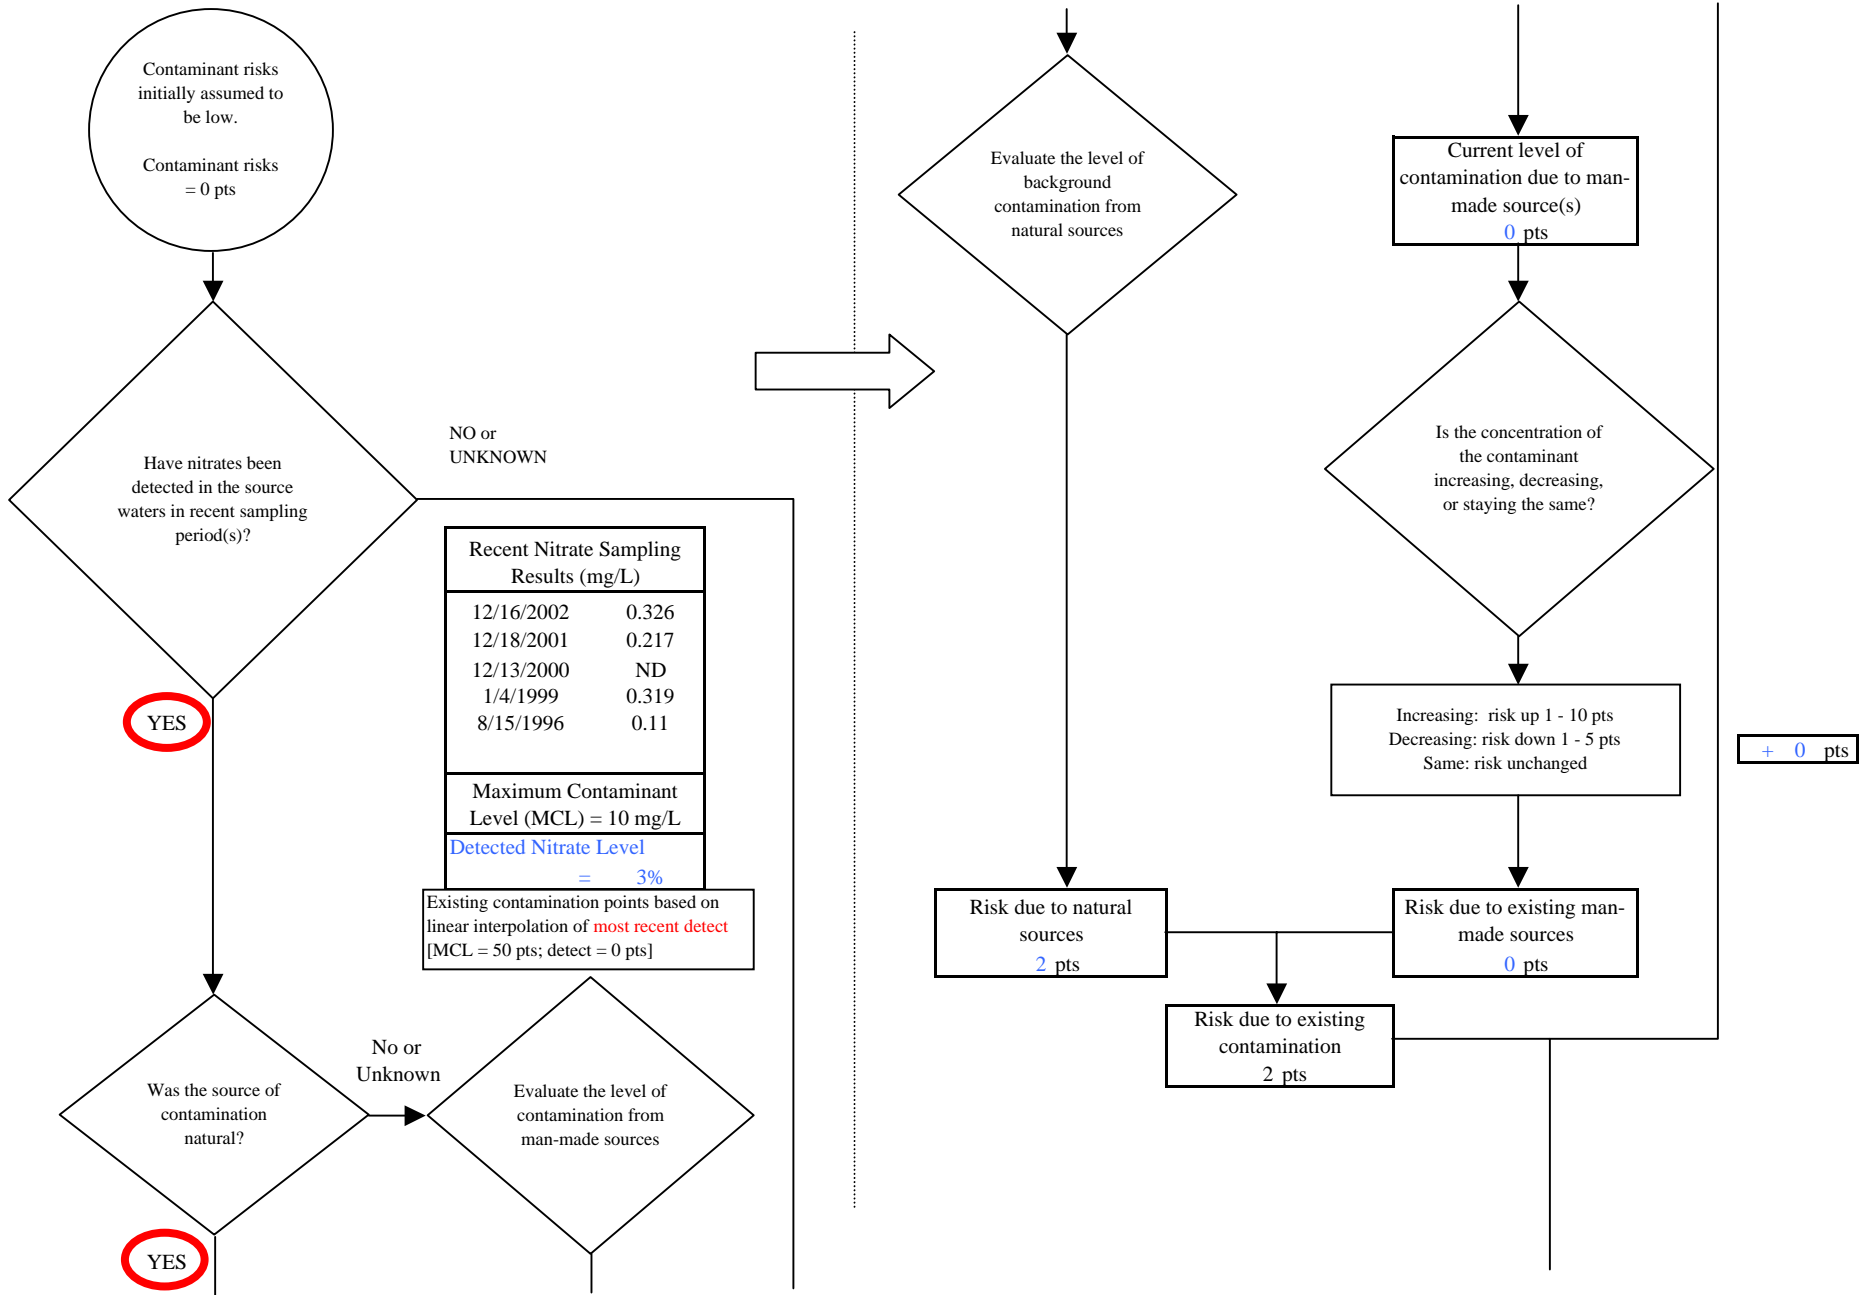 Contaminant risks
initially assumed to
be low.
Contaminant risks
= 0 pts
Have nitrates been
detected in the source
waters in recent sampling
period(s)?
NO or
UNKNOWN
YES
Recent Nitrate Sampling
Results (mg/L)
12/16/2002 0.326
12/18/2001 0.217
12/13/2000 ND
1/4/1999 0.319
8/15/1996 0.11
Maximum Contaminant
Level (MCL) = 10 mg/L
Detected Nitrate Level
= 3%
Existing contamination points based on
linear interpolation of most recent detect
[MCL = 50 pts; detect = 0 pts]
Was the source of
contamination
natural?
No or
Unknown
Evaluate the level of
contamination from
man-made sources
YES
Evaluate the level of
background
contamination from
natural sources
Current level of
contamination due to man-
made source(s)
0 pts
Is the concentration of
the contaminant
increasing, decreasing,
or staying the same?
Increasing: risk up 1 - 10 pts
Decreasing: risk down 1 - 5 pts
Same: risk unchanged
+ 0 pts
Risk due to natural
sources
2 pts
Risk due to existing man-
made sources
0 pts
Risk due to existing
contamination
2 pts